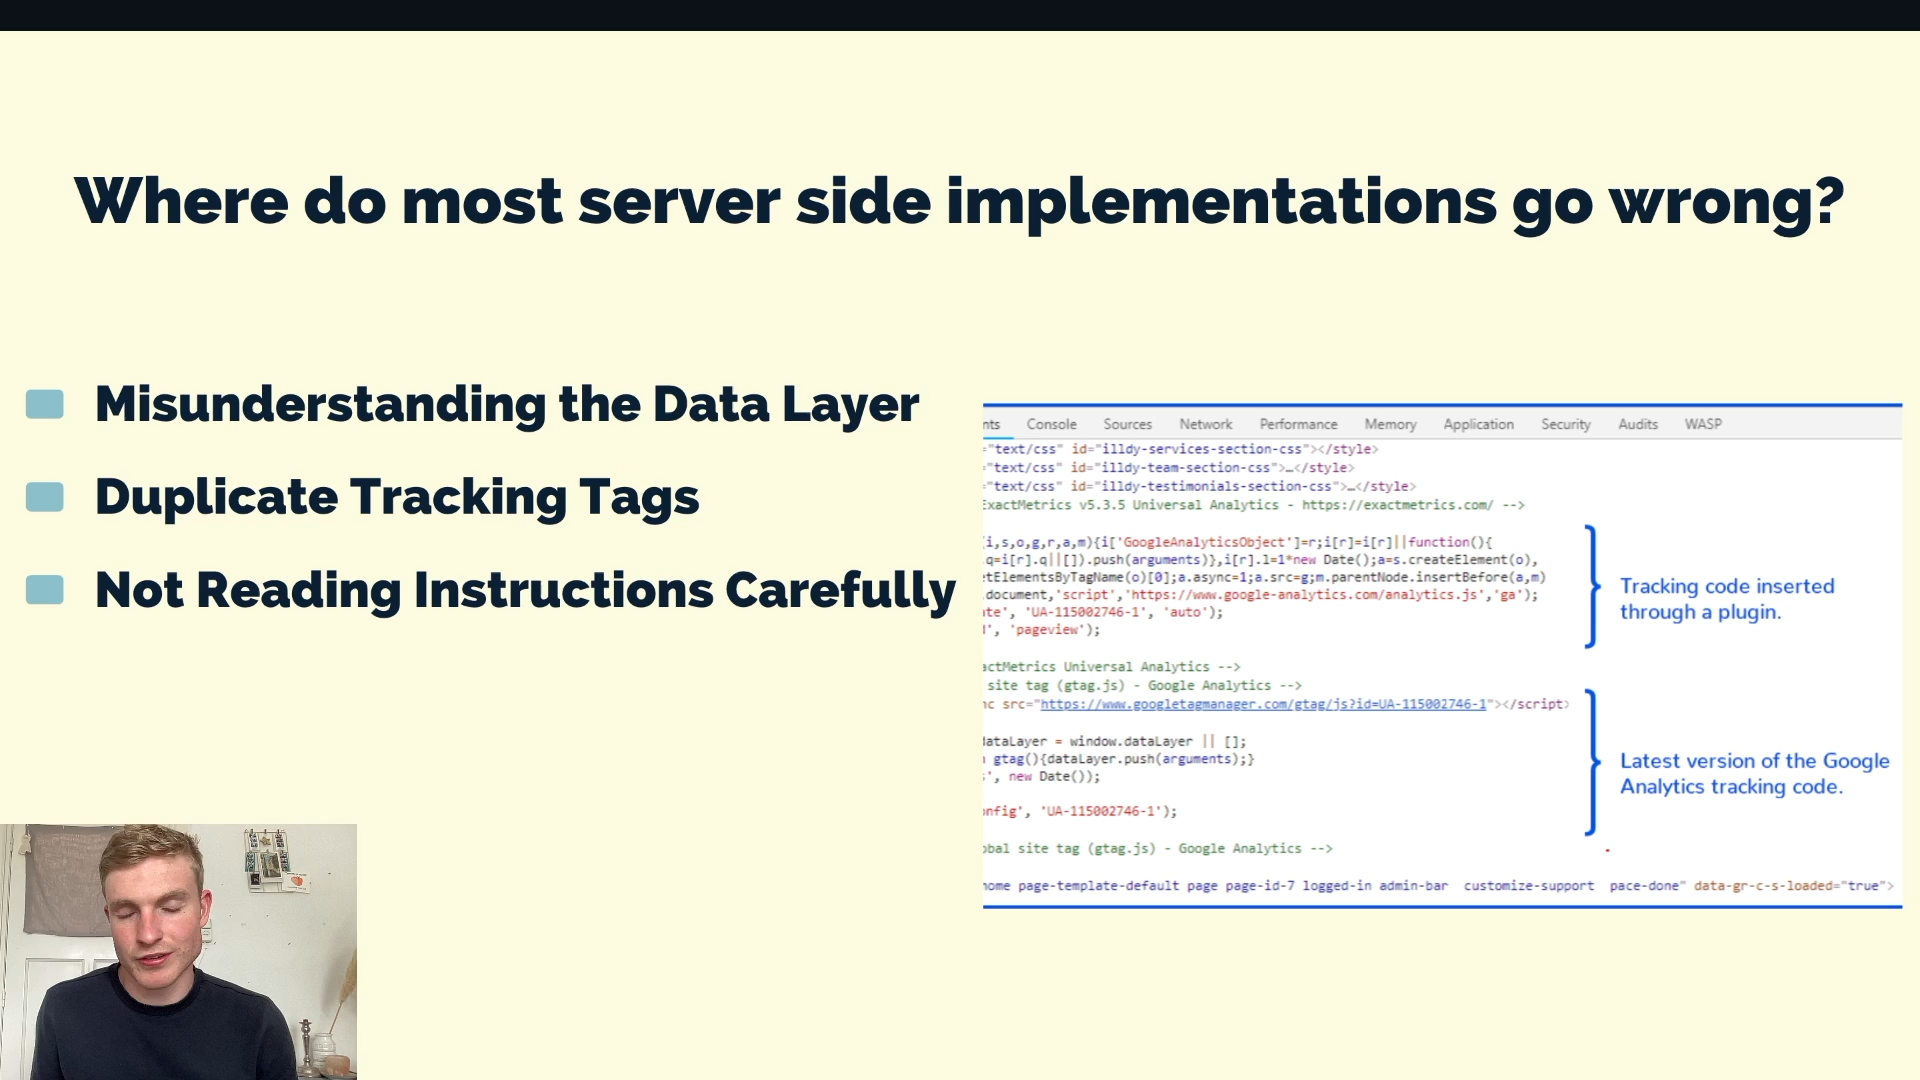 Where do most server side implementations go wrong?
Misunderstanding the Data Layer
Duplicate Tracking Tags
Not Reading Instructions Carefully
nts Console Sources Network Performance Memory Application Security Audits WASP
="text/css" id="illdy-services-section-css"></style>
="text/css" id="illdy-team-section-css">…</style>
="text/css" id="illdy-testimonials-section-css">…</style>
ExactMetrics v5.3.5 Universal Analytics - https://exactmetrics.com/ -->
(i,s,o,g,r,a,m){i['GoogleAnalyticsObject']=r;i[r]=i[r]||function(){
.q=i[r].q||[]).push(arguments)},i[r].l=1*new Date();a=s.createElement(o),
etElementsByTagName(o)[0];a.async=1;a.src=g;m.parentNode.insertBefore(a,m)
.document,'script','https://www.google-analytics.com/analytics.js','ga');
ate', 'UA-115002746-1', 'auto');
d', 'pageview');
Tracking code inserted
through a plugin.
actMetrics Universal Analytics -->
site tag (gtag.js) - Google Analytics -->
nc src="https://www.googletagmanager.com/gtag/js?id=UA-115002746-1"></script>
dataLayer = window.dataLayer || [];
n gtag(){dataLayer.push(arguments);}
s', new Date());
onfig', 'UA-115002746-1');
Latest version of the Google
Analytics tracking code.
obal site tag (gtag.js) - Google Analytics -->
home page-template-default page page-id-7 logged-in admin-bar customize-support pace-done" data-gr-c-s-loaded="true">